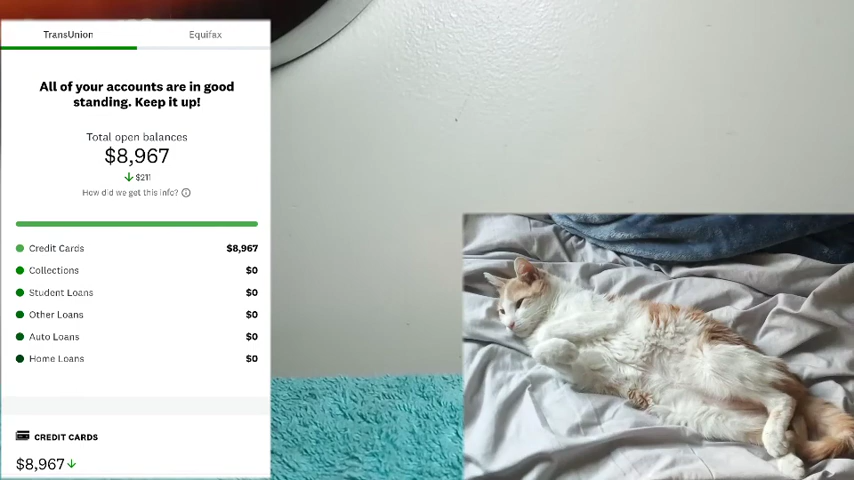 TransUnion
Equifax
All of your accounts are in good
standing. Keep it up!
Total open balances
$8,967
↓ $211
How did we get this info?
Credit Cards $8,967
Collections $0
Student Loans $0
Other Loans $0
Auto Loans $0
Home Loans $0
CREDIT CARDS
$8,967↓